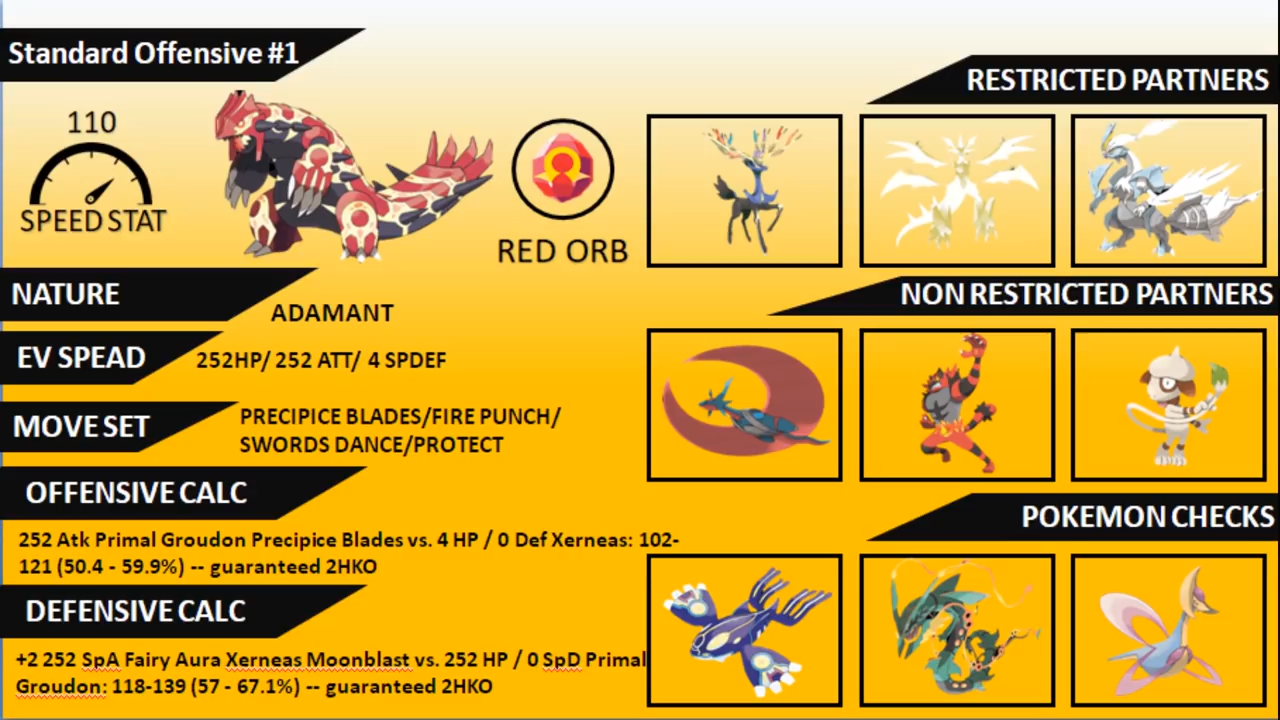 Standard Offensive #1
110
SPEED STAT
RED ORB
NATURE
ADAMANT
EV SPEAD
252HP/ 252 ATT/ 4 SPDEF
MOVE SET
PRECIPICE BLADES/FIRE PUNCH/
SWORDS DANCE/PROTECT
OFFENSIVE CALC
252 Atk Primal Groudon Precipice Blades vs. 4 HP / 0 Def Xerneas: 102-
121 (50.4 - 59.9%) -- guaranteed 2HKO
DEFENSIVE CALC
+2 252 SpA Fairy Aura Xerneas Moonblast vs. 252 HP / 0 SpD Primal
Groudon: 118-139 (57 - 67.1%) -- guaranteed 2HKO
RESTRICTED PARTNERS
NON RESTRICTED PARTNERS
POKEMON CHECKS